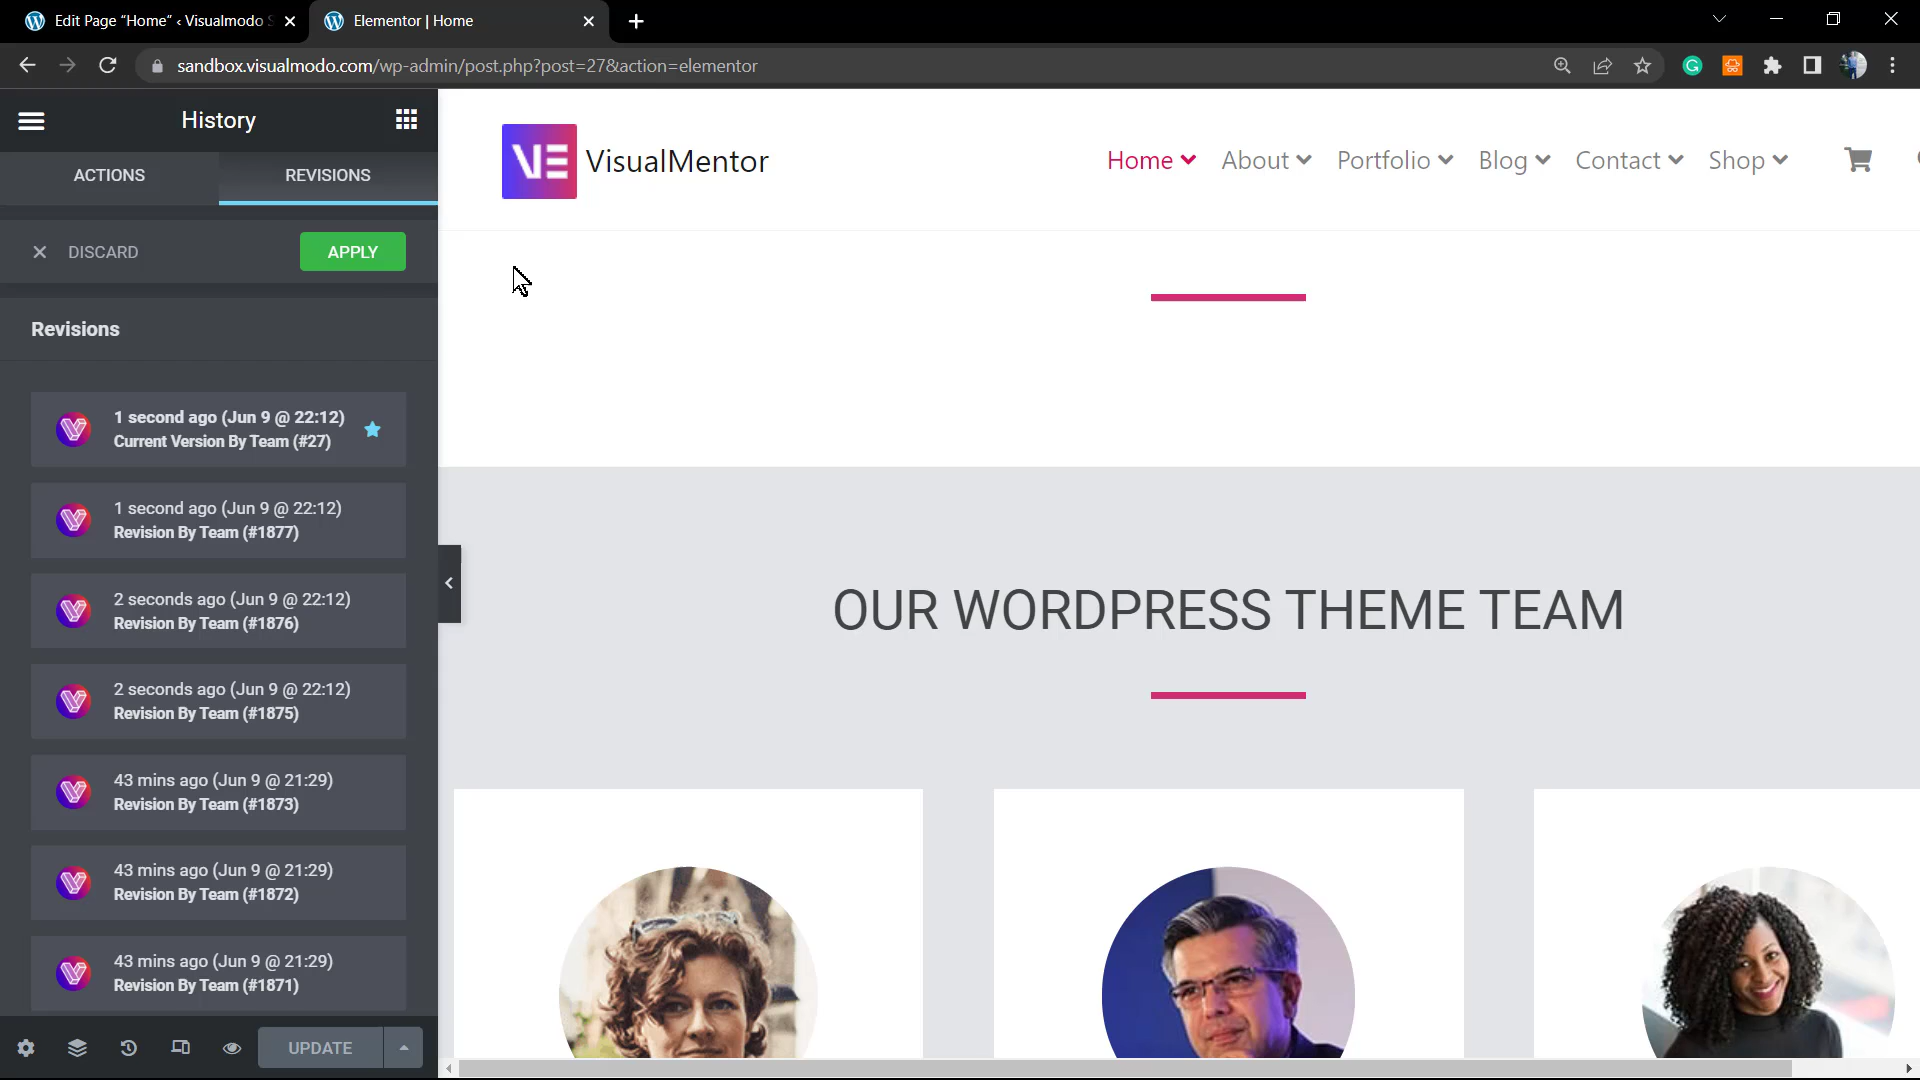 Edit Page “Home” ‹ Visualmodo S
Elementor | Home
sandbox.visualmodo.com/wp-admin/post.php?post=27&action=elementor
History
ACTIONS
REVISIONS
DISCARD
APPLY
Revisions
1 second ago (Jun 9 @ 22:12)
Current Version By Team (#27)
1 second ago (Jun 9 @ 22:12)
Revision By Team (#1877)
2 seconds ago (Jun 9 @ 22:12)
Revision By Team (#1876)
2 seconds ago (Jun 9 @ 22:12)
Revision By Team (#1875)
43 mins ago (Jun 9 @ 21:29)
Revision By Team (#1873)
43 mins ago (Jun 9 @ 21:29)
Revision By Team (#1872)
43 mins ago (Jun 9 @ 21:29)
Revision By Team (#1871)
UPDATE
VisualMentor
Home About Portfolio Blog Contact Shop
OUR WORDPRESS THEME TEAM